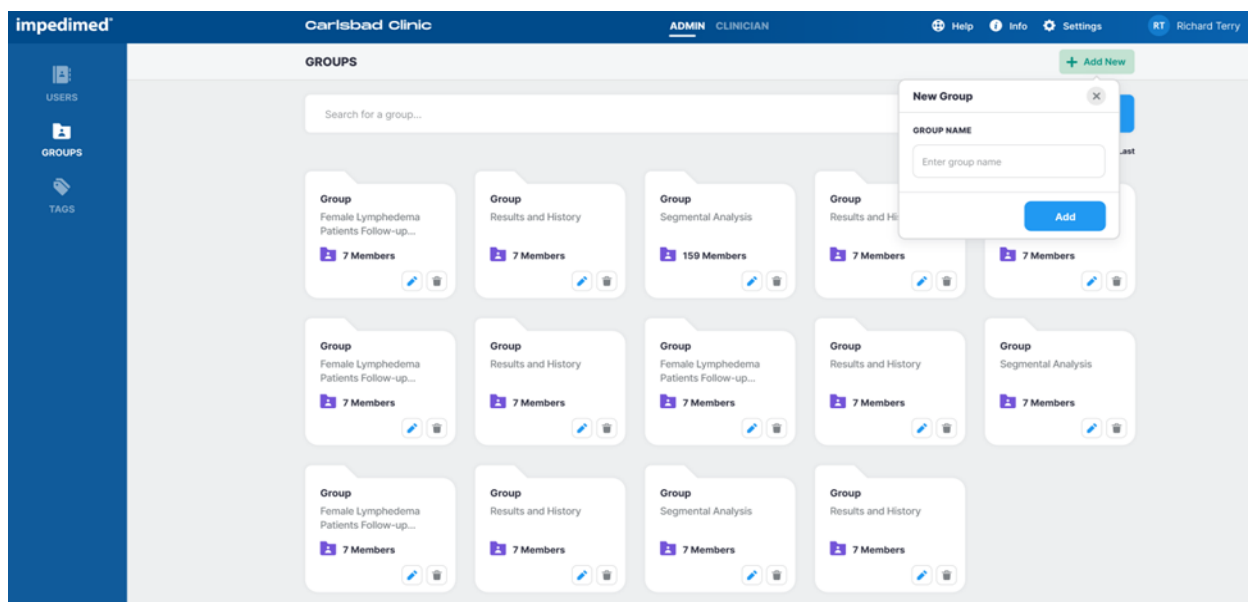 impedimed®
Carlsbad Clinic
ADMIN CLINICIAN
Help Info Settings
RT Richard Terry
USERS
GROUPS
TAGS
GROUPS
+ Add New
Search for a group...
New Group
GROUP NAME
Enter group name
Add
Group
Female Lymphedema
Patients Follow-up...
7 Members
Group
Results and History
7 Members
Group
Segmental Analysis
159 Members
Group
Results and Hi
7 Members
7 Members
Group
Female Lymphedema
Patients Follow-up...
7 Members
Group
Results and History
7 Members
Group
Female Lymphedema
Patients Follow-up...
7 Members
Group
Results and History
7 Members
Group
Segmental Analysis
7 Members
Group
Female Lymphedema
Patients Follow-up...
7 Members
Group
Results and History
7 Members
Group
Segmental Analysis
7 Members
Group
Results and History
7 Members